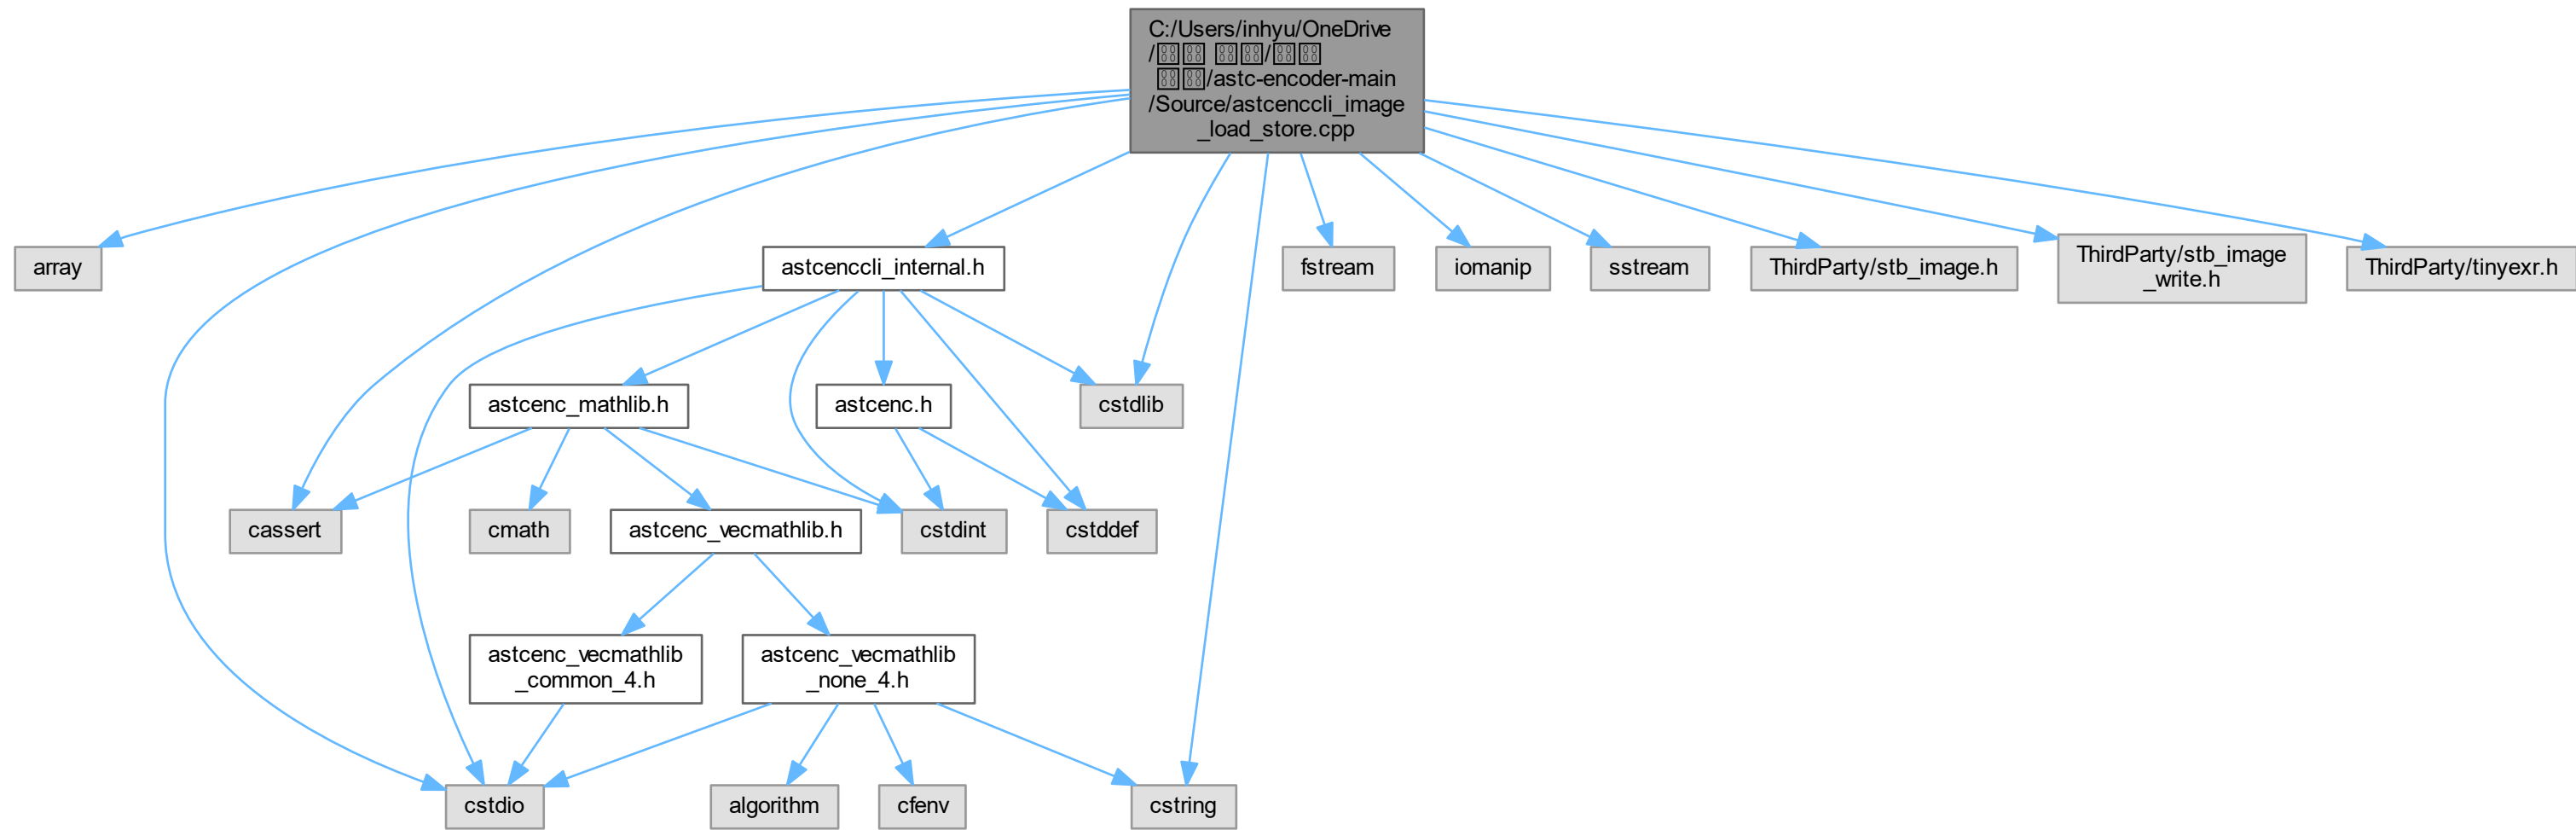 C:/Users/inhyu/OneDrive
/astc-encoder-main
/Source/astcenccli_image
_load_store.cpp
array
astcenccli_internal.h
fstream
iomanip
sstream
ThirdParty/stb_image.h
ThirdParty/stb_image
_write.h
ThirdParty/tinyexr.h
astcenc_mathlib.h
astcenc.h
cstdlib
cassert
cmath
astcenc_vecmathlib.h
cstdint
cstddef
astcenc_vecmathlib
_common_4.h
astcenc_vecmathlib
_none_4.h
cstdio
algorithm
cfenv
cstring